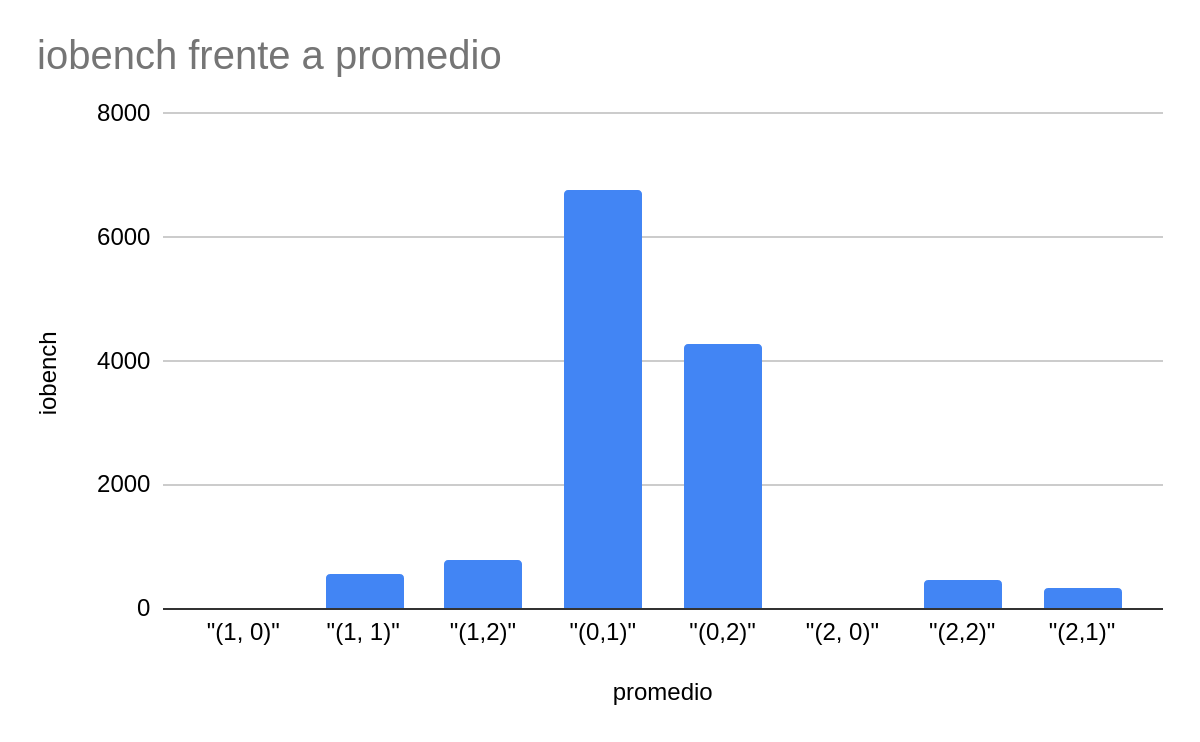 iobench frente a promedio
8000
6000
4000
2000
0
iobench
"(1, 0)" "(1, 1)" "(1,2)" "(0,1)" "(0,2)" "(2, 0)" "(2,2)" "(2,1)"
promedio